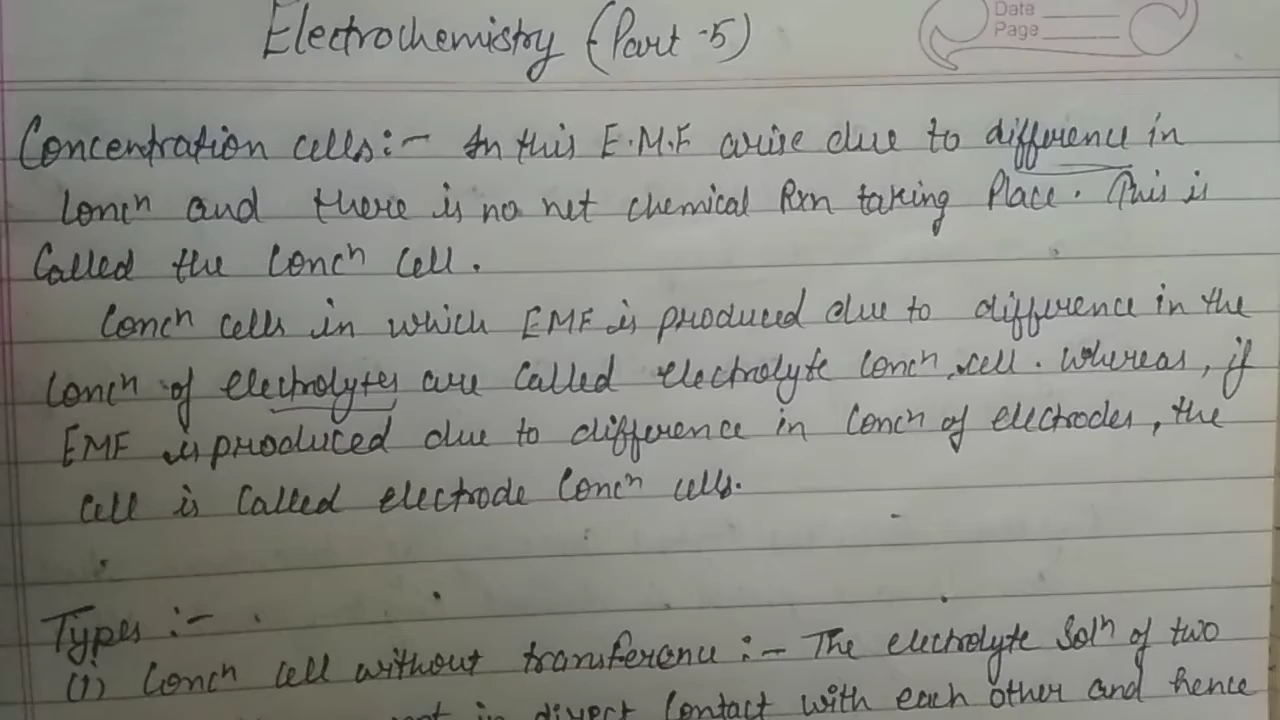 Electrochemistry (Part-5)
Date
Page
Concentration cells:- In this E.M.F arise due to difference in
Concn and there is no net chemical Rxn taking Place. This is
Called the Concn Cell.
Concn cells in which EMF is produced due to difference in the
Concn of electrolytes are Called electrolyte Concn cell. Whereas, if
EMF is produced due to difference in Concn of electrodes, the
Cell is Called electrode Concn cells.
Types :-
(1) Concn Cell without transference :- The electrolyte Soln of two
in divect Contact with each other and hence